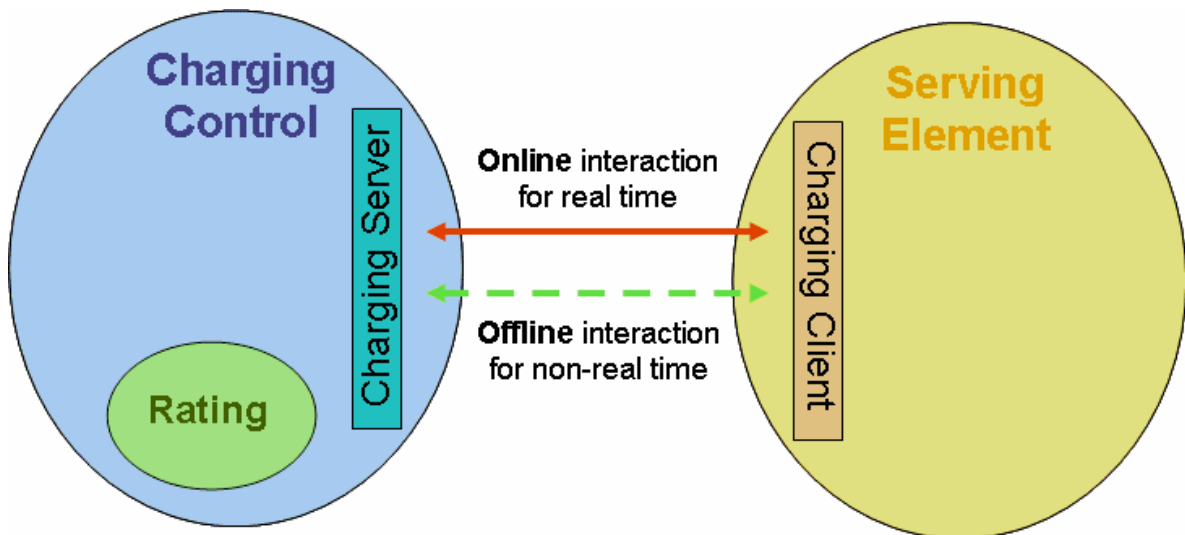 Charging
Control
Charging Server
Rating
Online interaction
for real time
Offline interaction
for non-real time
Serving
Element
Charging Client